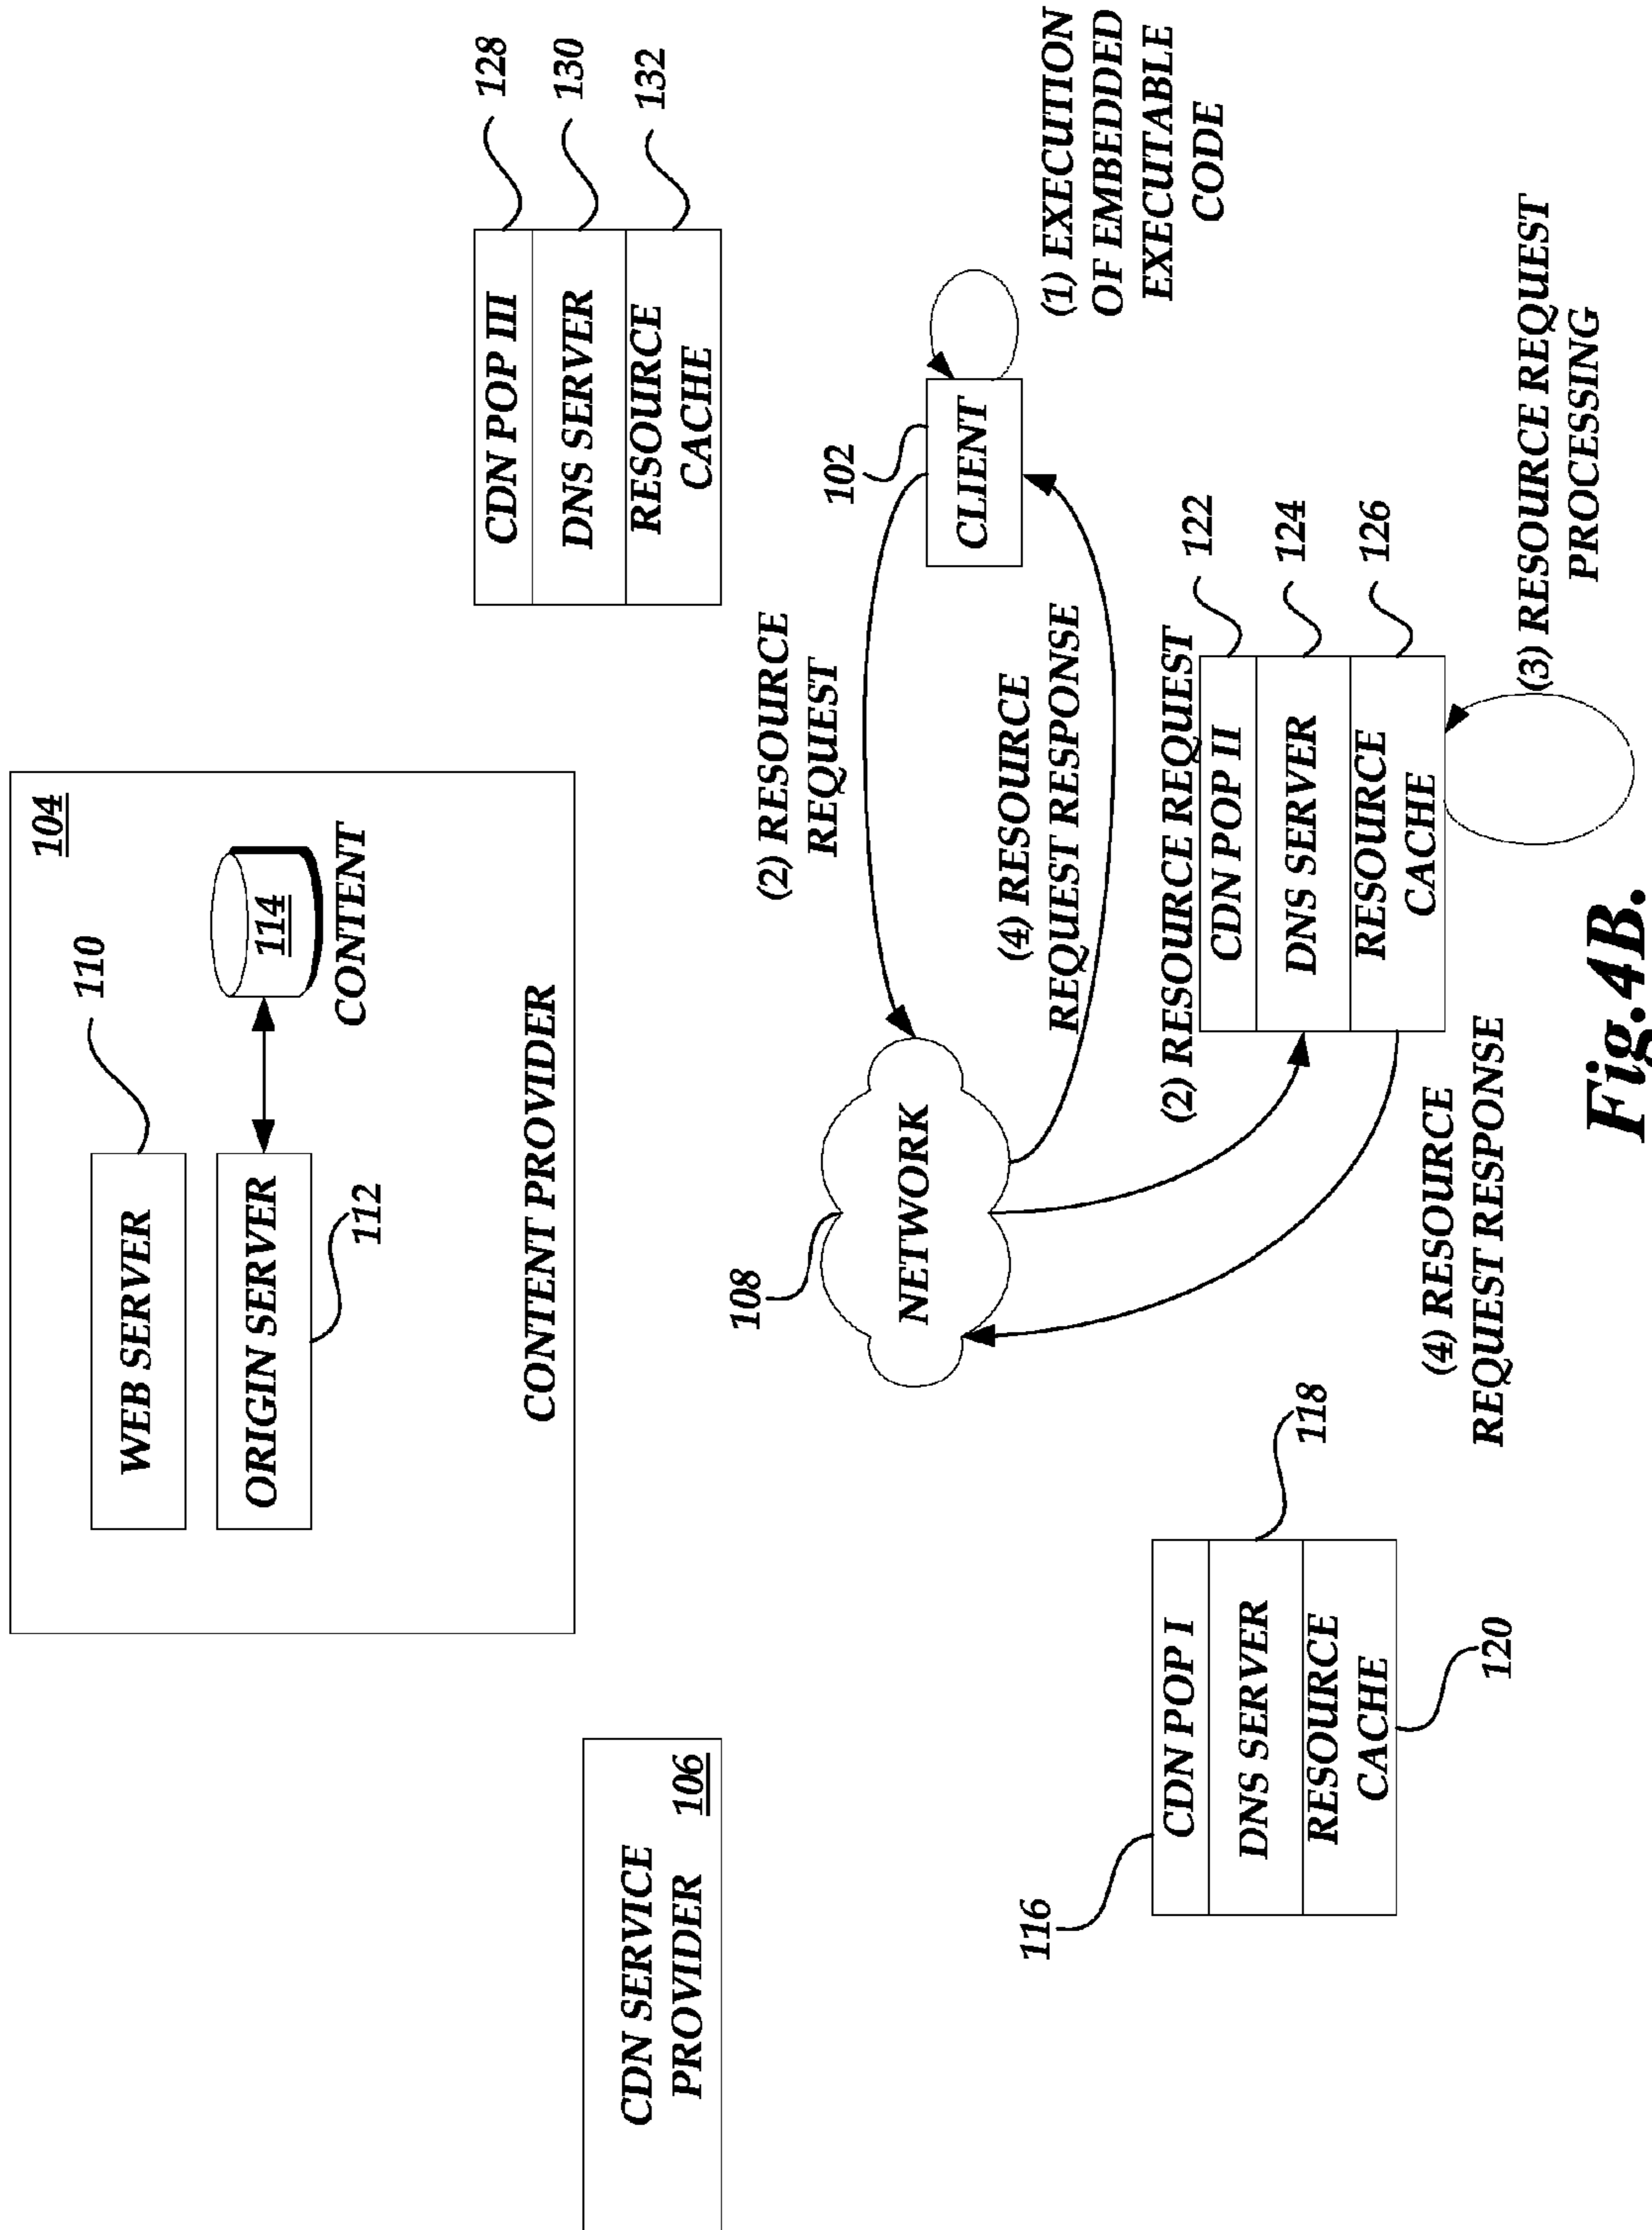 104
WEB SERVER
110
ORIGIN SERVER
112
114
CONTENT
CONTENT PROVIDER
CDN SERVICE
PROVIDER
106
CDN POP III
128
DNS SERVER
130
RESOURCE
CACHE
132
(2) RESOURCE
REQUEST
102
CLIENT
(1) EXECUTION
OF EMBEDDED
EXECUTABLE
CODE
108
NETWORK
(4) RESOURCE
REQUEST RESPONSE
116
CDN POP I
DNS SERVER
118
RESOURCE
CACHE
120
(2) RESOURCE REQUEST
CDN POP II
122
DNS SERVER
124
RESOURCE
CACHE
126
(4) RESOURCE
REQUEST RESPONSE
(3) RESOURCE REQUEST
PROCESSING
Fig.4B.